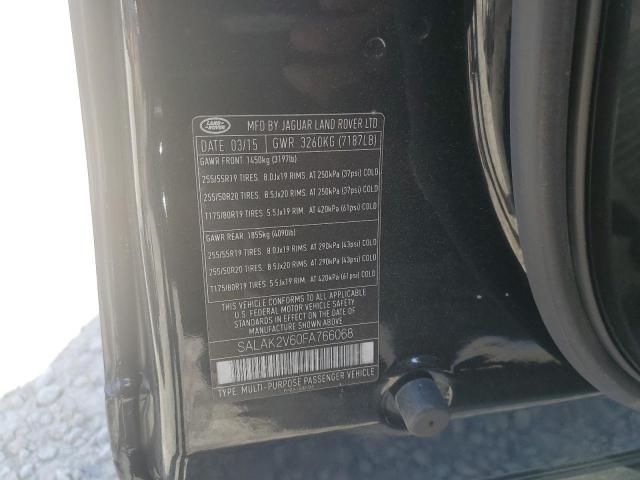 LAND ROVER
MFD BY JAGUAR LAND ROVER LTD
DATE 03/15 GWR 3260KG (7187LB)
GAWR FRONT 1450kg (3197lb)
255/55R19 TIRES. 8.0Jx19 RIMS. AT 250kPa (37psi) COLD
255/50R20 TIRES. 8.5Jx20 RIMS. AT 250kPa (37psi) COLD
T175/80R19 TIRES. 5.5Jx19 RIM. AT 420kPa (61psi) COLD
GAWR REAR 1855kg (4090lb)
255/55R19 TIRES. 8.0Jx19 RIMS. AT 290kPa (43psi) COLD
255/50R20 TIRES. 8.5Jx20 RIMS. AT 290kPa (43psi) COLD
T175/80R19 TIRES 5.5Jx19 RIM. AT 420kPa (61psi) COLD
THIS VEHICLE CONFORMS TO ALL APPLICABLE
U.S. FEDERAL MOTOR VEHICLE SAFETY
STANDARDS IN EFFECT ON THE DATE OF
MANUFACTURE SHOWN ABOVE.
SALAK2V60FA766068
TYPE: MULTI-PURPOSE PASSENGER VEHICLE